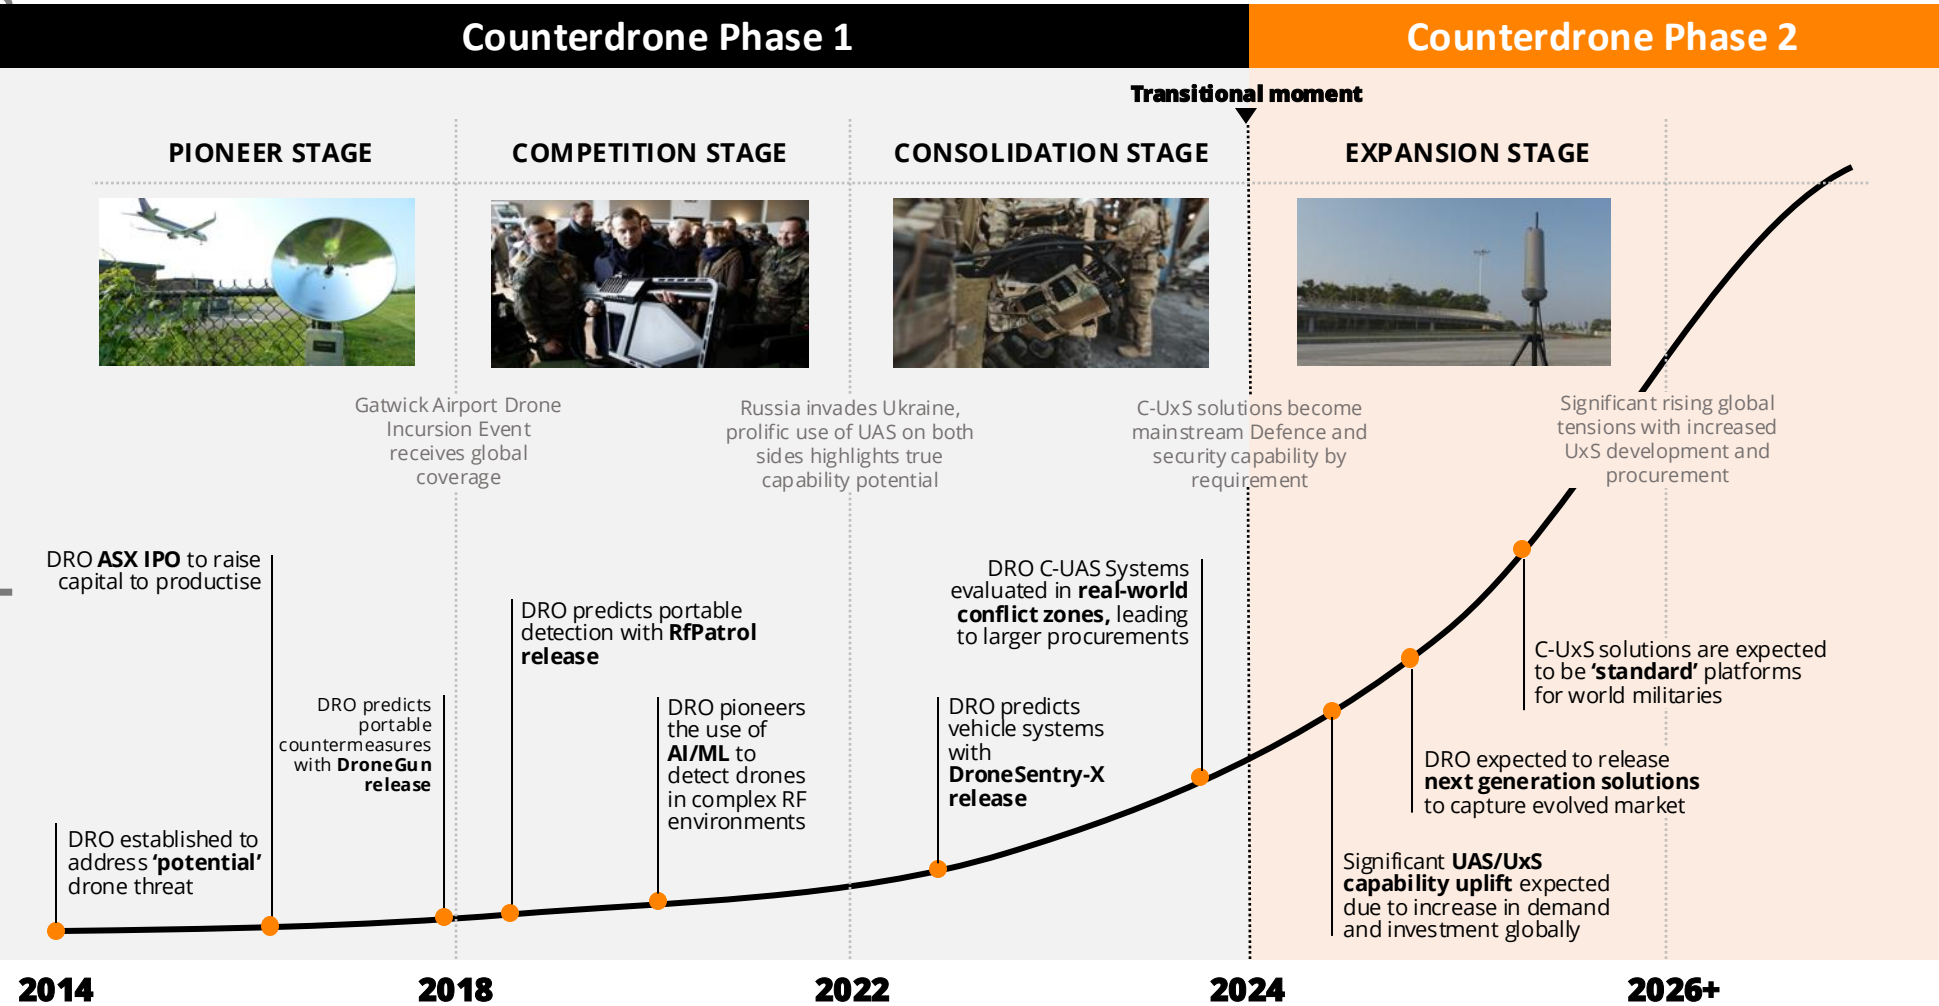 Counterdrone Phase 1
Counterdrone Phase 2
Transitional moment
PIONEER STAGE
COMPETITION STAGE
CONSOLIDATION STAGE
EXPANSION STAGE
Gatwick Airport Drone
Incursion Event
receives global
coverage
Russia invades Ukraine,
prolific use of UAS on both
sides highlights true
capability potential
C-UxS solutions become
mainstream Defence and
security capability by
requirement
Significant rising global
tensions with increased
UxS development and
procurement
DRO established to
address ‘potential’
drone threat
DRO ASX IPO to raise
capital to productise
DRO predicts
portable
countermeasures
with DroneGun
release
DRO predicts portable
detection with RfPatrol
release
DRO pioneers
the use of
AI/ML to
detect drones
in complex RF
environments
DRO predicts
vehicle systems
with
DroneSentry-X
release
DRO C-UAS Systems
evaluated in real-world
conflict zones, leading
to larger procurements
Significant UAS/UxS
capability uplift expected
due to increase in demand
and investment globally
DRO expected to release
next generation solutions
to capture evolved market
C-UxS solutions are expected
to be ‘standard’ platforms
for world militaries
2014
2018
2022
2024
2026+